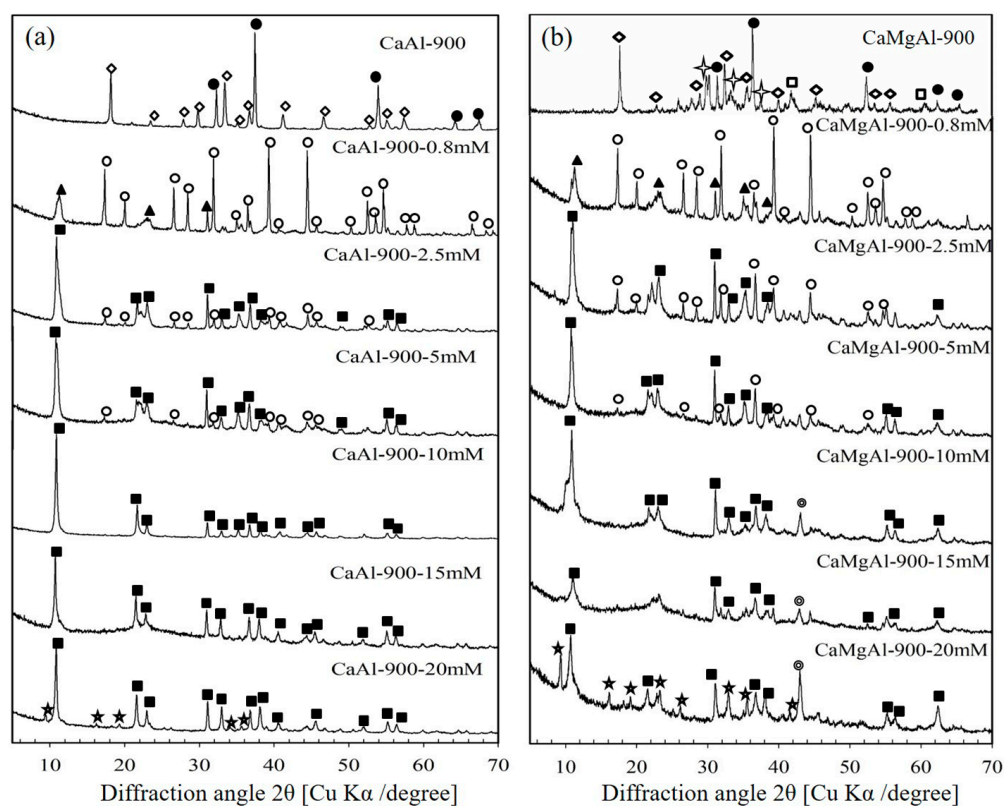 (a)
CaAl-900
CaAl-900-0.8mM
CaAl-900-2.5mM
CaAl-900-5mM
CaAl-900-10mM
CaAl-900-15mM
CaAl-900-20mM
10 20 30 40 50 60 70
Diffraction angle 2θ [Cu Kα /degree]
(b)
CaMgAl-900
CaMgAl-900-0.8mM
CaMgAl-900-2.5mM
CaMgAl-900-5mM
CaMgAl-900-10mM
CaMgAl-900-15mM
CaMgAl-900-20mM
10 20 30 40 50 60 70
Diffraction angle 2θ [Cu Kα /degree]